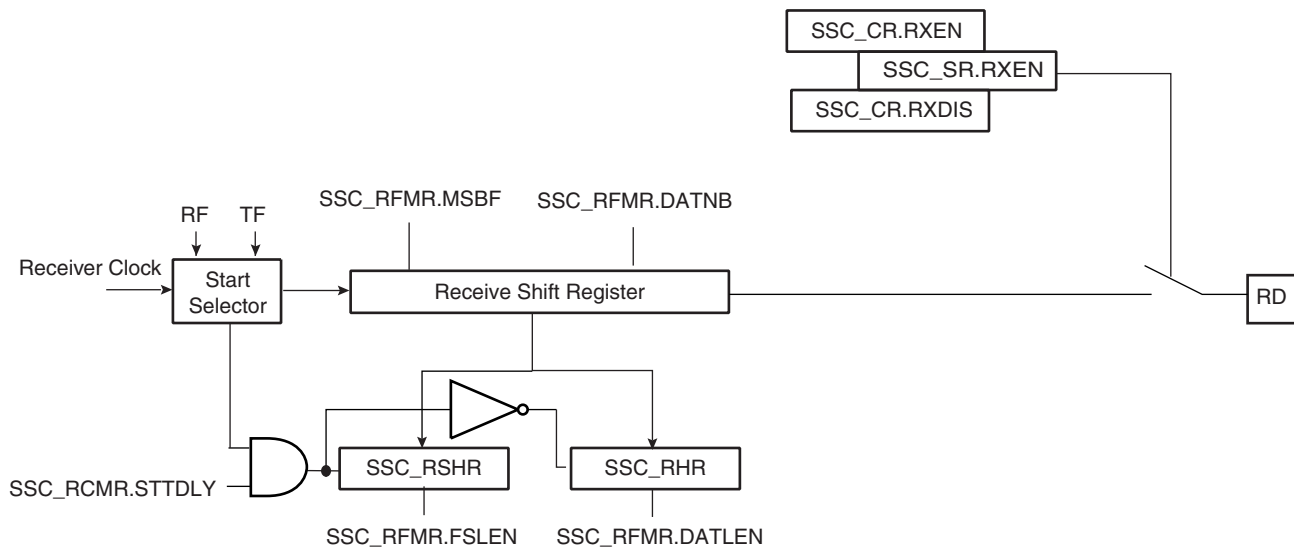 SSC_CR.RXEN
SSC_SR.RXEN
SSC_CR.RXDIS
SSC_RFMR.MSBF
SSC_RFMR.DATNB
RF
TF
Receiver Clock
Start
Selector
Receive Shift Register
RD
SSC_RSHR
SSC_RHR
SSC_RCMR.STTDLY
SSC_RFMR.FSLEN
SSC_RFMR.DATLEN